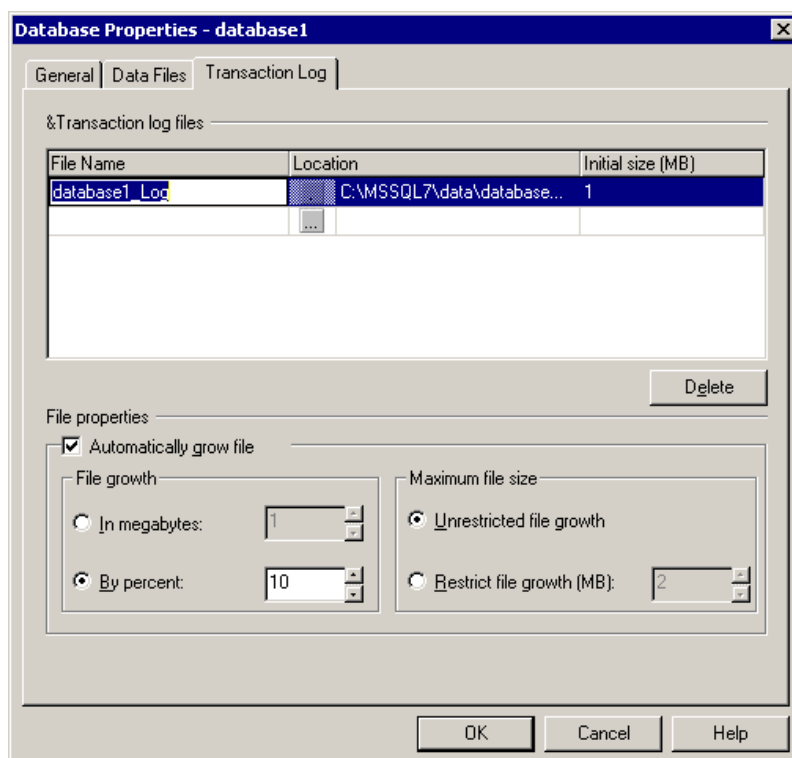 Database Properties - database1
General Data Files Transaction Log
&Transaction log files
File Name Location Initial size (MB)
database1_Log . C:\MSSQL7\data\database... 1
...
Delete
File properties
Automatically grow file
File growth Maximum file size
In megabytes: 1 Unrestricted file growth
By percent: 10 Restrict file growth (MB): 2
OK Cancel Help